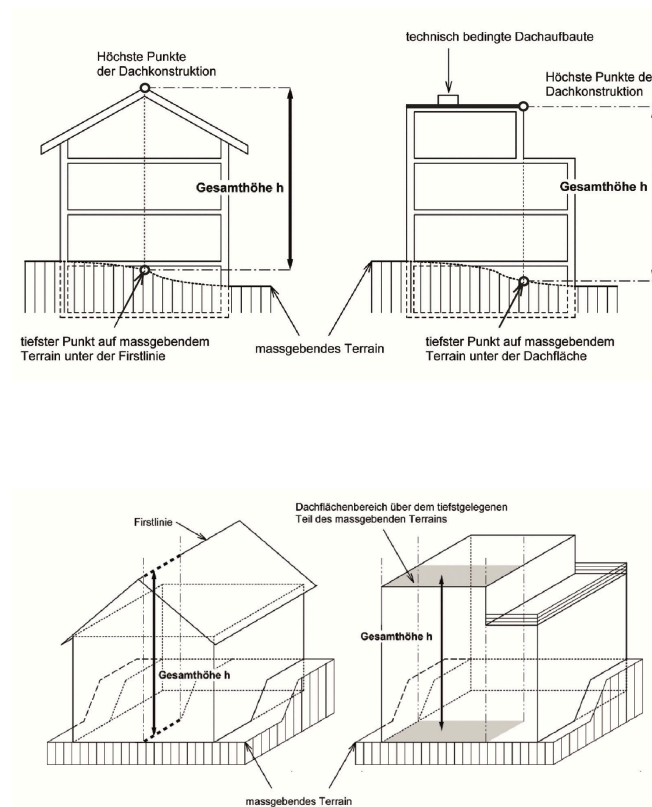 technisch bedingte Dachaufbaute
Höchste Punkte
der Dachkonstruktion
Höchste Punkte de
Dachkonstruktion
Gesamthöhe h
Gesamthöhe h
tiefster Punkt auf massgebendem
Terrain unter der Firstlinie
massgebendes Terrain
tiefster Punkt auf massgebendem
Terrain unter der Dachfläche
Dachflächenbereich über dem tiefstgelegenen
Teil des massgebenden Terrains
Firstlinie
Gesamthöhe h
Gesamthöhe h
massgebendes Terrain